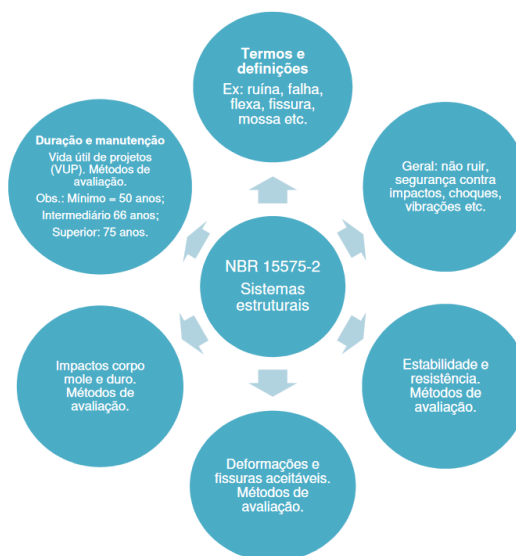 Termos e
definições
Ex: ruína, falha,
flexa, fissura,
mossa etc.
Duração e manutenção
Vida útil de projetos
(VUP). Métodos de
avaliação.
Obs.: Mínimo = 50 anos;
Intermediário 66 anos;
Superior: 75 anos.
Geral: não ruir,
segurança contra
impactos, choques,
vibrações etc.
NBR 15575-2
Sistemas
estruturais
Impactos corpo
mole e duro.
Métodos de
avaliação.
Estabilidade e
resistência.
Métodos de
avaliação.
Deformações e
fissuras aceitáveis.
Métodos de
avaliação.